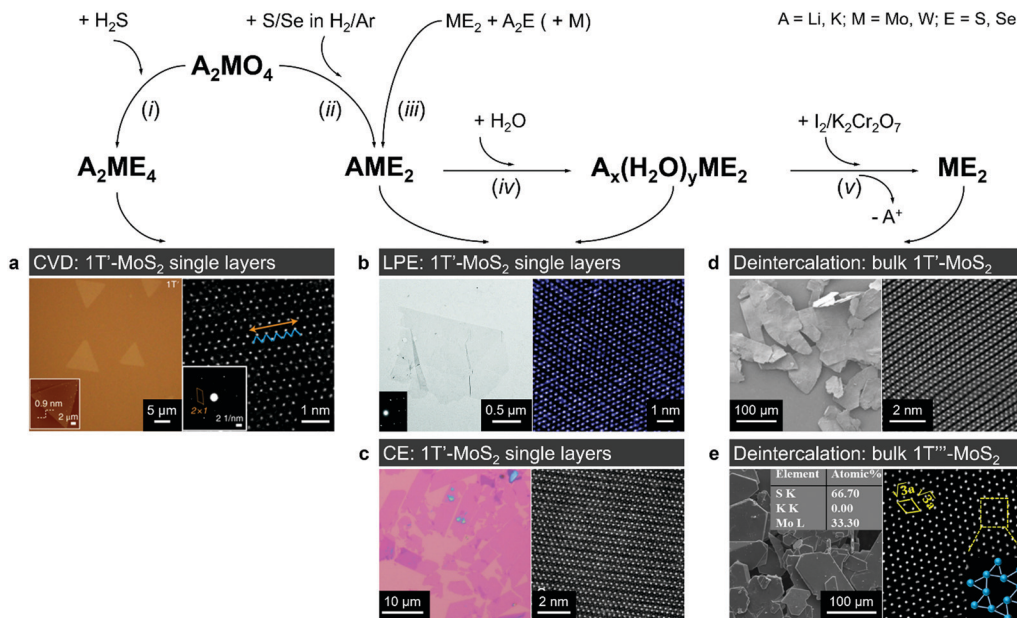 + H₂S
+ S/Se in H₂/Ar
ME₂ + A₂E ( + M)
A = Li, K; M = Mo, W; E = S, Se
A₂MO₄
(i)
(ii)
(iii)
+ H₂O
+ I₂/K₂Cr₂O₇
A₂ME₄
AME₂
(iv)
Aₓ(H₂O)ᵧME₂
(v)
ME₂
- A⁺
a CVD: 1T'-MoS₂ single layers
b LPE: 1T'-MoS₂ single layers
d Deintercalation: bulk 1T'-MoS₂
1T'
0.9 nm
2 μm
5 μm
2×1
2 1/nm
1 nm
0.5 μm
1 nm
100 μm
2 nm
c CE: 1T'-MoS₂ single layers
e Deintercalation: bulk 1T'''-MoS₂
10 μm
2 nm
Element Atomic%
S K 66.70
K K 0.00
Mo L 33.30
100 μm
√3a √3a